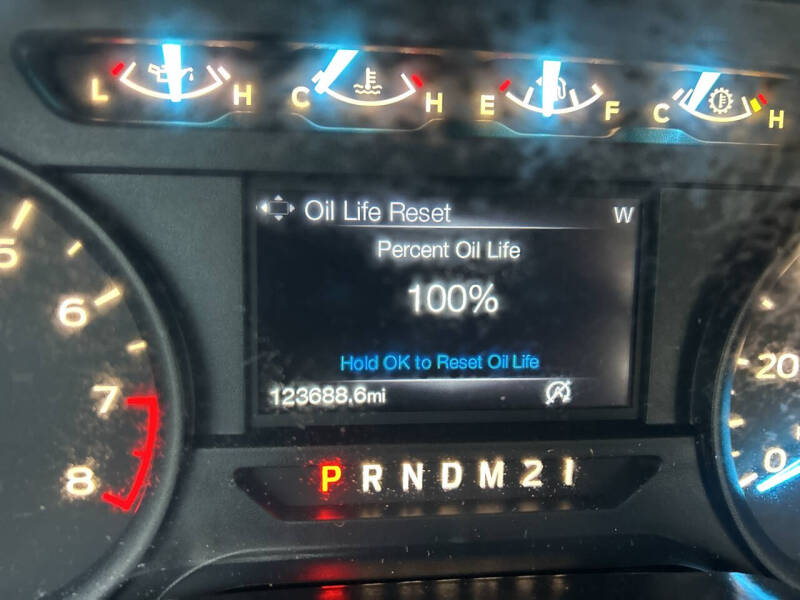 L H C H E F C H
Oil Life Reset W
Percent Oil Life
100%
Hold OK to Reset Oil Life
123688.6mi
5
6
7
8
20
0
P R N D M 2 1